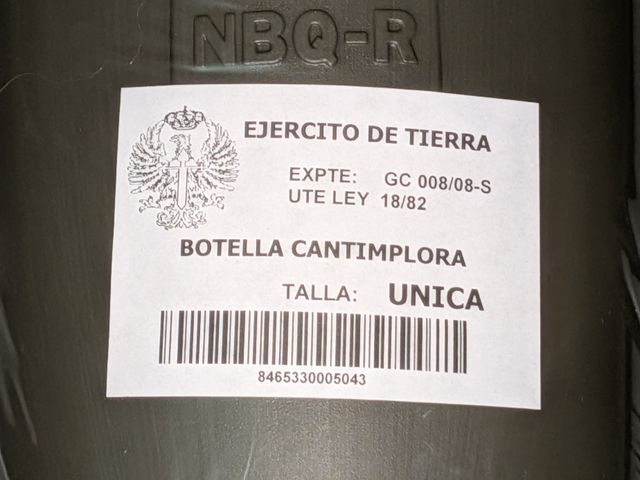 NBQ-R
EJERCITO DE TIERRA
EXPTE: GC 008/08-S
UTE LEY 18/82
BOTELLA CANTIMPLORA
TALLA: UNICA
8465330005043